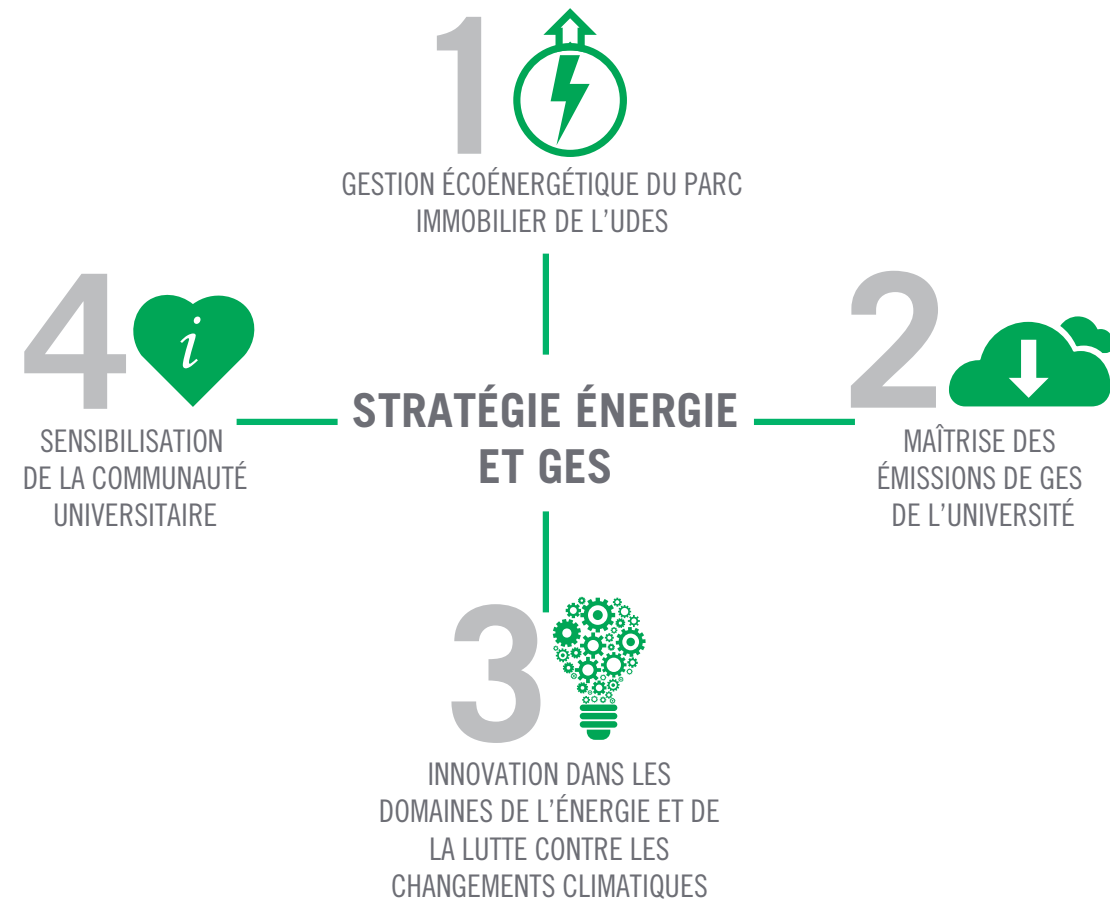 1
GESTION ÉCOÉNERGÉTIQUE DU PARC
IMMOBILIER DE L'UDES
4
i
SENSIBILISATION
DE LA COMMUNAUTÉ
UNIVERSITAIRE
STRATÉGIE ÉNERGIE
ET GES
2
MAÎTRISE DES
ÉMISSIONS DE GES
DE L'UNIVERSITÉ
3
INNOVATION DANS LES
DOMAINES DE L'ÉNERGIE ET DE
LA LUTTE CONTRE LES
CHANGEMENTS CLIMATIQUES